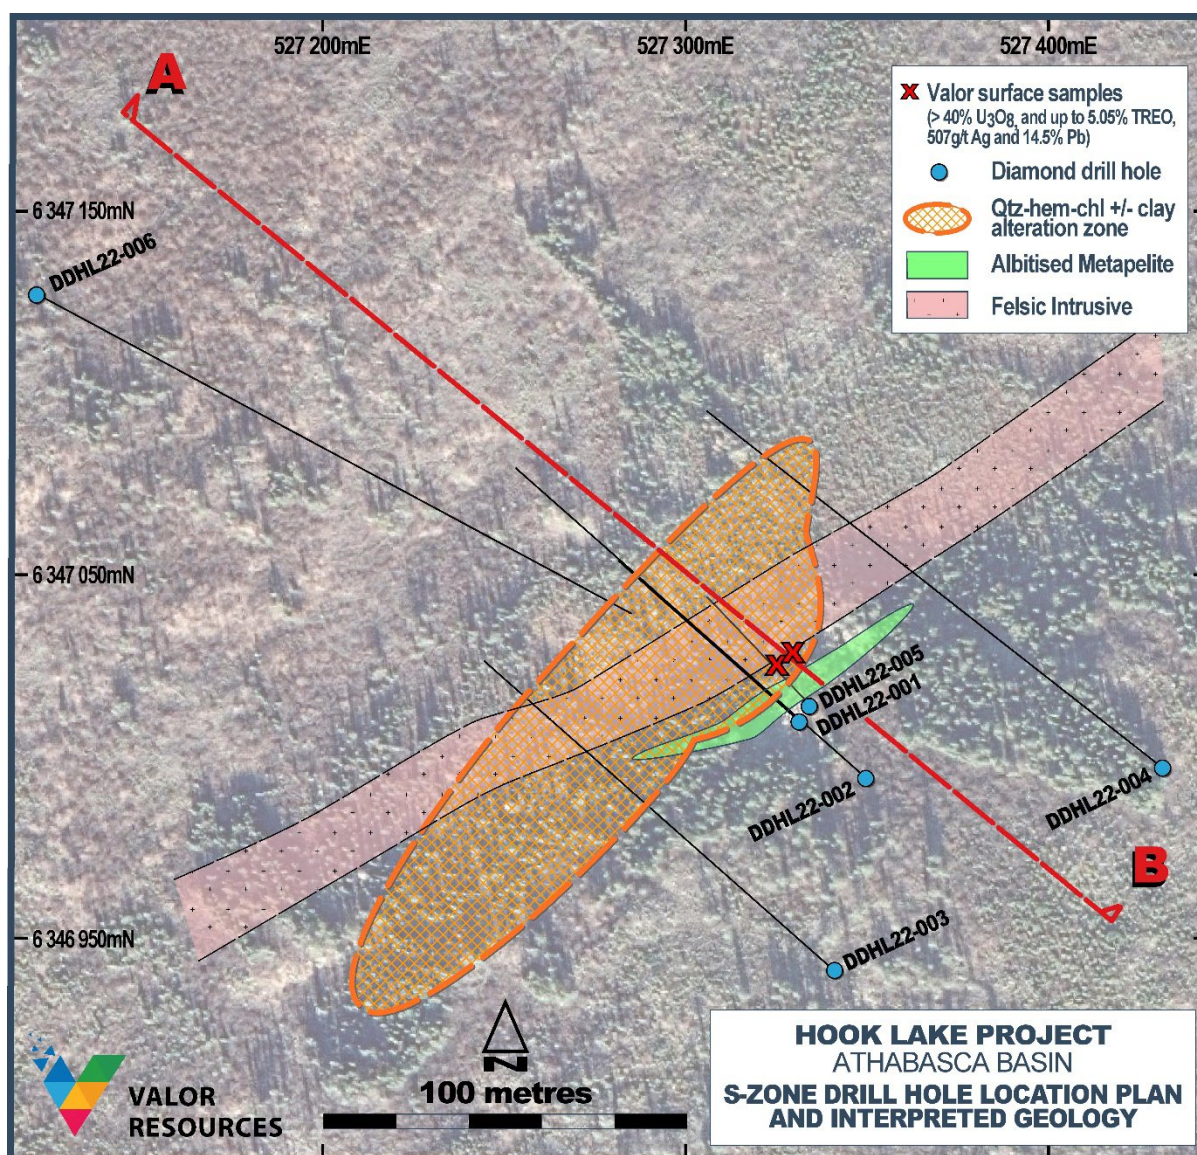 527 200mE
527 300mE
527 400mE
A
Valor surface samples
(> 40% U3O8, and up to 5.05% TREO,
507g/t Ag and 14.5% Pb)
Diamond drill hole
Qtz-hem-chl +/- clay
alteration zone
Albitised Metapelite
Felsic Intrusive
6 347 150mN
DDHL22-006
6 347 050mN
DDHL22-005
DDHL22-001
DDHL22-002
DDHL22-004
B
6 346 950mN
DDHL22-003
N
100 metres
VALOR
RESOURCES
HOOK LAKE PROJECT
ATHABASCA BASIN
S-ZONE DRILL HOLE LOCATION PLAN
AND INTERPRETED GEOLOGY